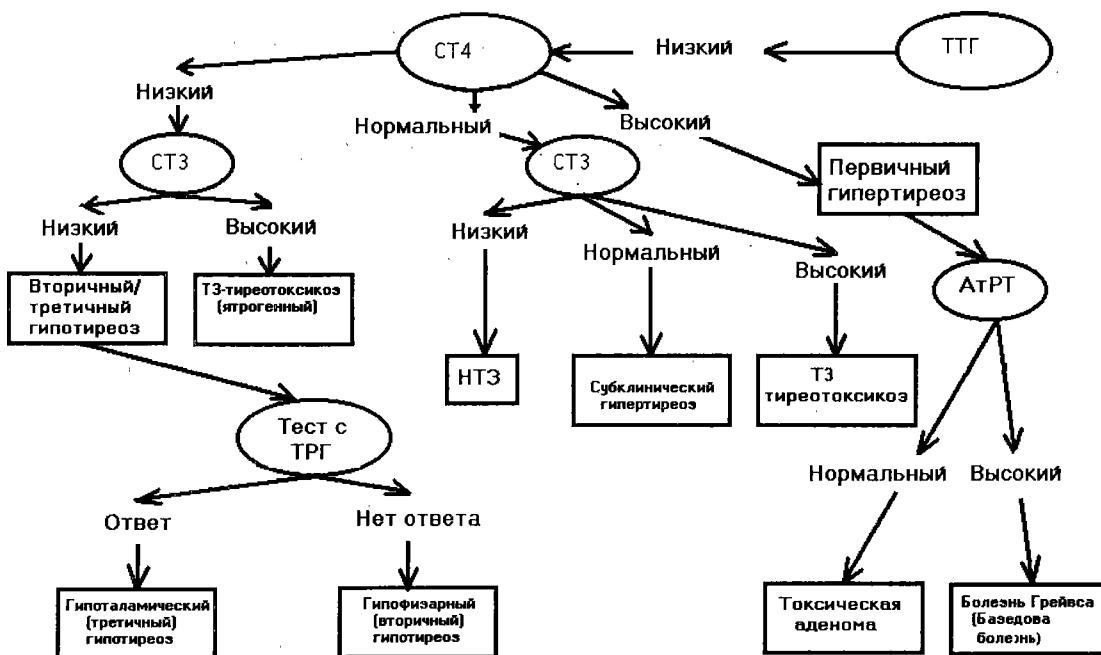 СТ4
Низкий
ТТГ
Низкий
Нормальный
Высокий
СТ3
СТ3
Первичный
гипертиреоз
Низкий
Высокий
Низкий
Нормальный
Высокий
АтРТ
Вторичный/
третичный
гипотиреоз
Т3-тиреотоксикоз
(ятрогенный)
НТЗ
Субклинический
гипертиреоз
Т3
тиреотоксикоз
Тест с
ТРГ
Нормальный
Высокий
Ответ
Нет ответа
Гипоталамический
(третичный)
гипотиреоз
Гипофизарный
(вторичный)
гипотиреоз
Токсическая
аденома
Болезнь Грейвса
(Базедова
болезнь)